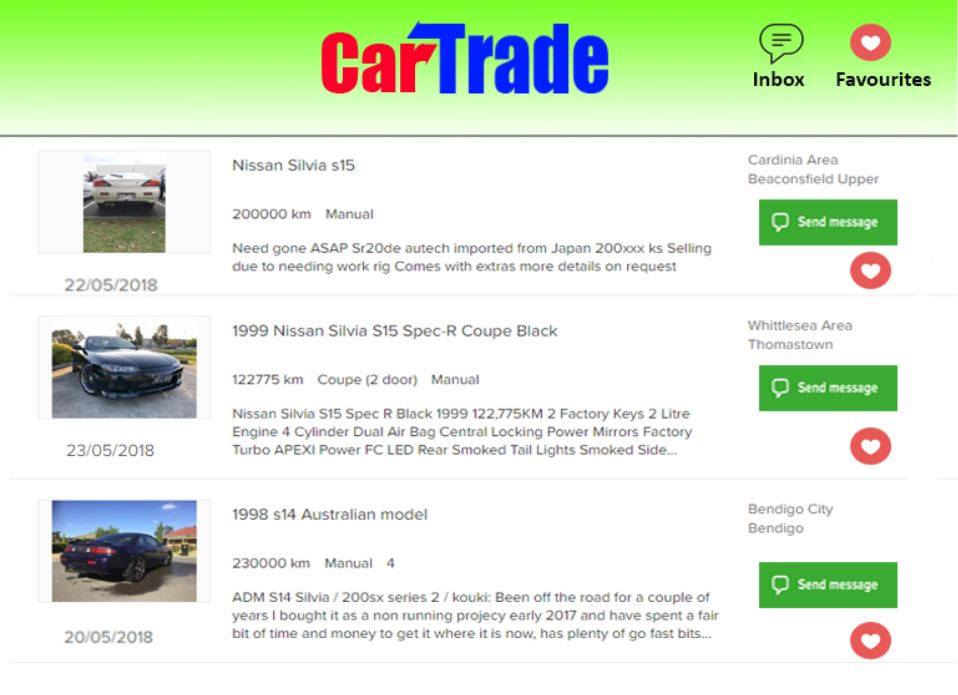 CarTrade
Inbox
Favourites
Nissan Silvia s15
200000 km Manual
Need gone ASAP Sr20de autech imported from Japan 200xxx ks Selling
due to needing work rig Comes with extras more details on request
22/05/2018
Cardinia Area
Beaconsfield Upper
Send message
1999 Nissan Silvia S15 Spec-R Coupe Black
122775 km Coupe (2 door) Manual
Nissan Silvia S15 Spec R Black 1999 122,775KM 2 Factory Keys 2 Litre
Engine 4 Cylinder Dual Air Bag Central Locking Power Mirrors Factory
Turbo APEXI Power FC LED Rear Smoked Tail Lights Smoked Side...
23/05/2018
Whittlesea Area
Thomastown
Send message
1998 s14 Australian model
230000 km Manual 4
ADM S14 Silvia / 200sx series 2 / kouki: Been off the road for a couple of
years I bought it as a non running projecy early 2017 and have spent a fair
bit of time and money to get it where it is now, has plenty of go fast bits...
20/05/2018
Bendigo City
Bendigo
Send message